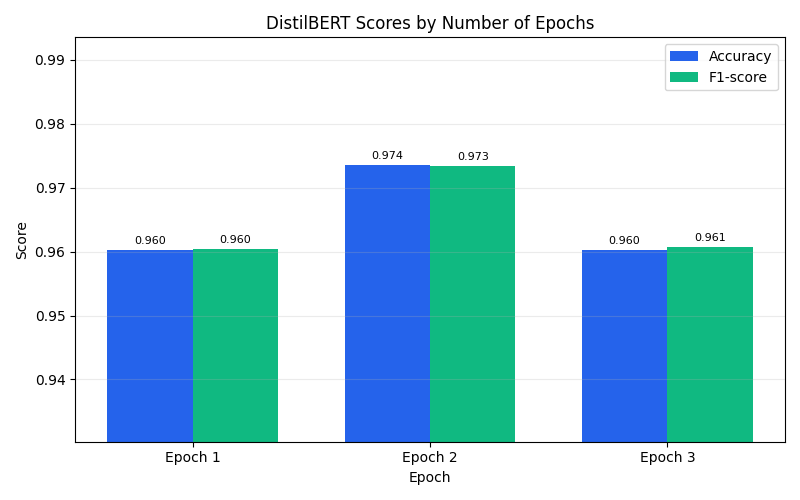 DistilBERT Scores by Number of Epochs
Accuracy
F1-score
0.99
0.98
0.97
0.96
0.95
0.94
Score
0.960
0.960
0.974
0.973
0.960
0.961
Epoch 1
Epoch 2
Epoch 3
Epoch